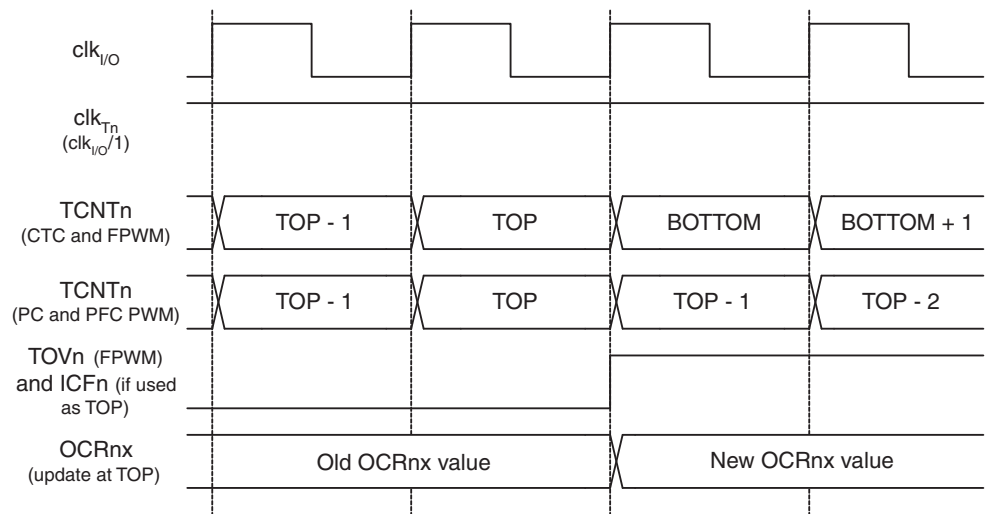 clkI/O
clkTn
(clkI/O/1)
TCNTn
(CTC and FPWM)
TOP - 1 TOP BOTTOM BOTTOM + 1
TCNTn
(PC and PFC PWM)
TOP - 1 TOP TOP - 1 TOP - 2
TOVn (FPWM)
and ICFn (if used
as TOP)
OCRnx
(update at TOP)
Old OCRnx value New OCRnx value